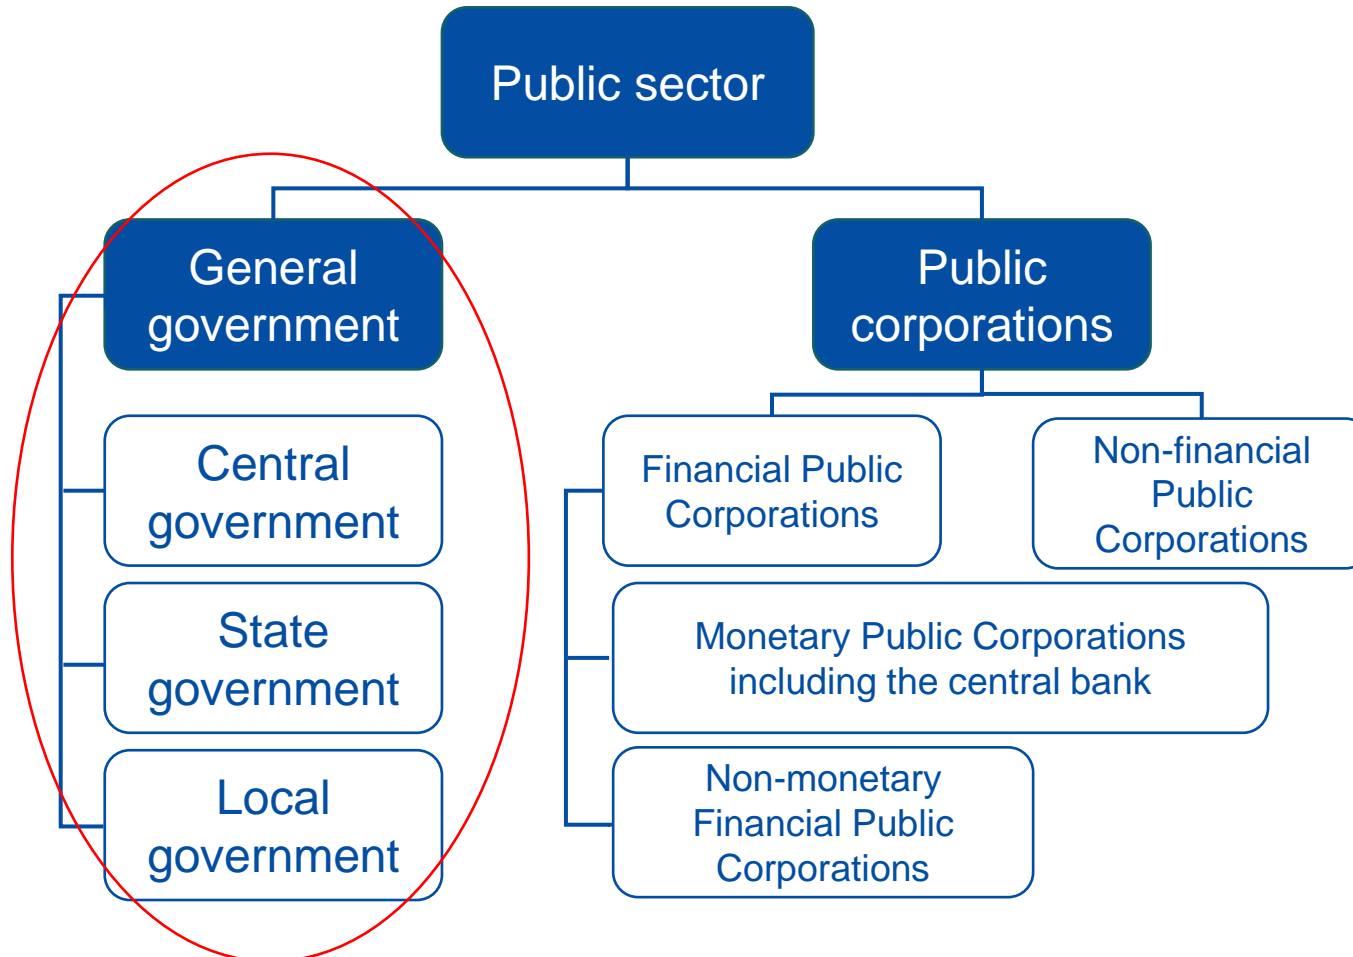 Public sector
General
government
Public
corporations
Central
government
Financial Public
Corporations
Non-financial
Public
Corporations
State
government
Monetary Public Corporations
including the central bank
Local
government
Non-monetary
Financial Public
Corporations